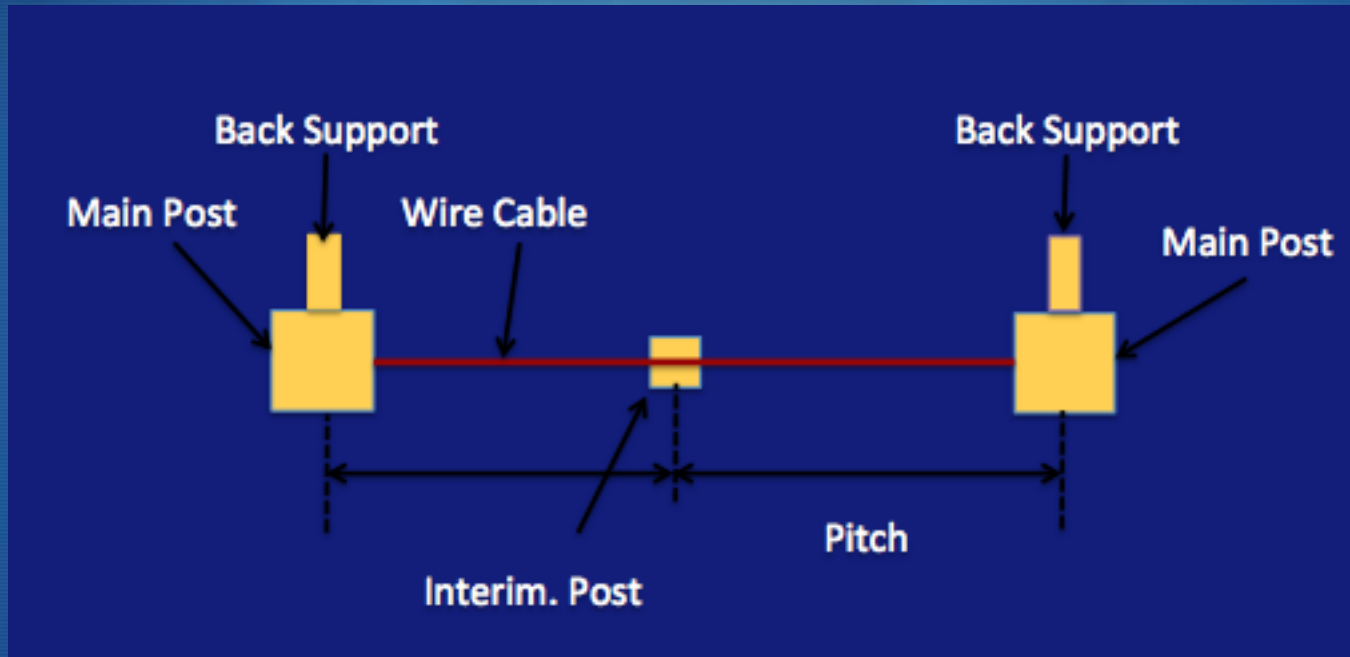 Back Support
Back Support
Main Post
Wire Cable
Main Post
Pitch
Interim. Post